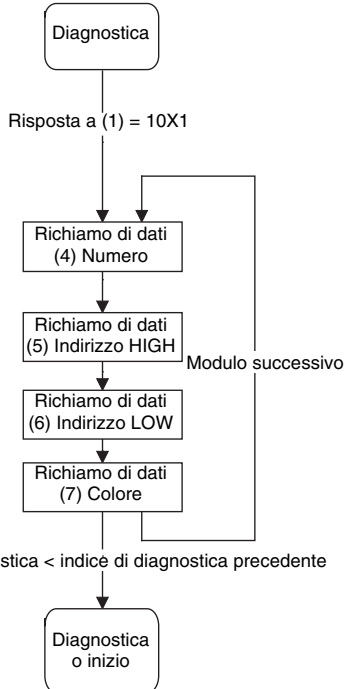 Diagnostica
Risposta a (1) = 10X1
Richiamo di dati
(4) Numero
Richiamo di dati
(5) Indirizzo HIGH
Modulo successivo
Richiamo di dati
(6) Indirizzo LOW
Richiamo di dati
(7) Colore
< indice di diagnostica precedente
Diagnostica
o inizio